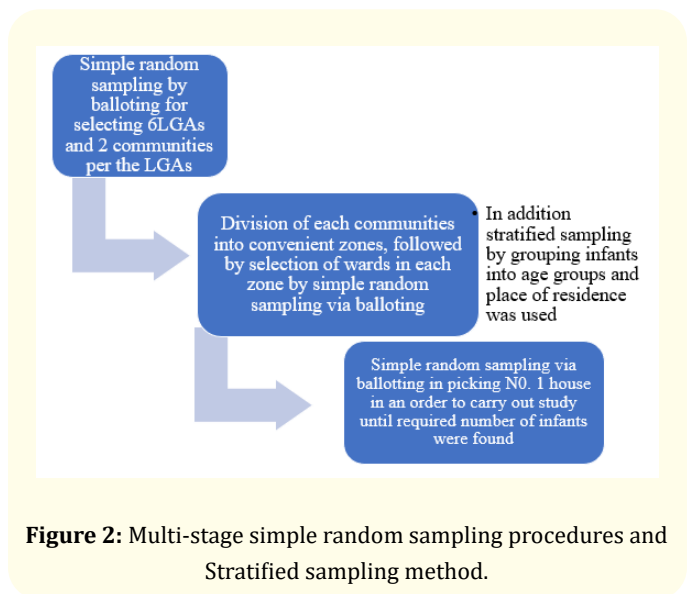 Simple random
sampling by
balloting for
selecting 6LGAs
and 2 communities
per the LGAs
Division of each communities
into convenient zones, followed
by selection of wards in each
zone by simple random
sampling via balloting
• In addition
stratified sampling
by grouping infants
into age groups and
place of residence
was used
Simple random sampling via
ballotting in picking N0. 1 house
in an order to carry out study
until required number of infants
were found
Figure 2: Multi-stage simple random sampling procedures and
Stratified sampling method.